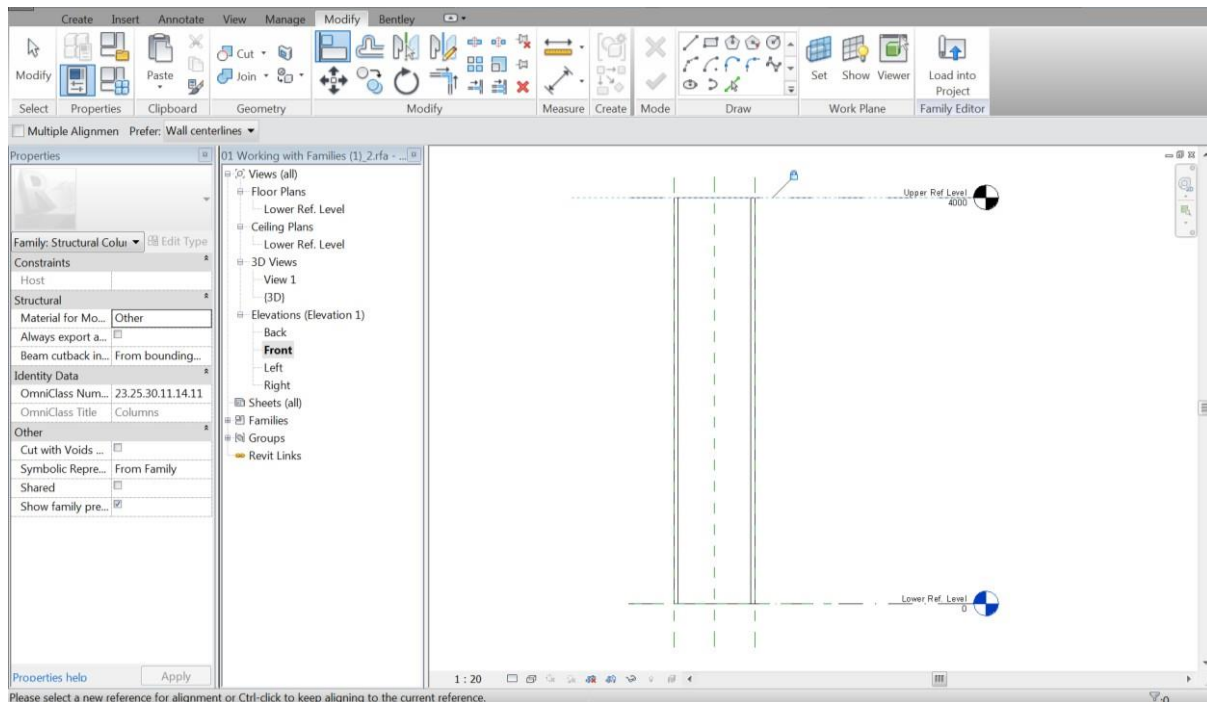 Create Insert Annotate View Manage Modify Bentley
Modify
Paste
Cut
Join
Set Show Viewer
Load into
Project
Select Properties Clipboard Geometry Modify Measure Create Mode Draw Work Plane Family Editor
Multiple Alignmen Prefer: Wall centerlines
Properties
Family: Structural Colu
Edit Type
Constraints
Host
Structural
Material for Mo... Other
Always export a...
Beam cutback in... From bounding...
Identity Data
OmniClass Num... 23.25.30.11.14.11
OmniClass Title Columns
Other
Cut with Voids ...
Symbolic Repre... From Family
Shared
Show family pre...
Properties help Apply
01 Working with Families (1)_2.rfa - ...
Views (all)
Floor Plans
Lower Ref. Level
Ceiling Plans
Lower Ref. Level
3D Views
View 1
{3D}
Elevations (Elevation 1)
Back
Front
Left
Right
Sheets (all)
Families
Groups
Revit Links
Upper Ref Level
4000
Lower Ref. Level
0
1 : 20
Please select a new reference for alignment or Ctrl-click to keep aligning to the current reference.
:0